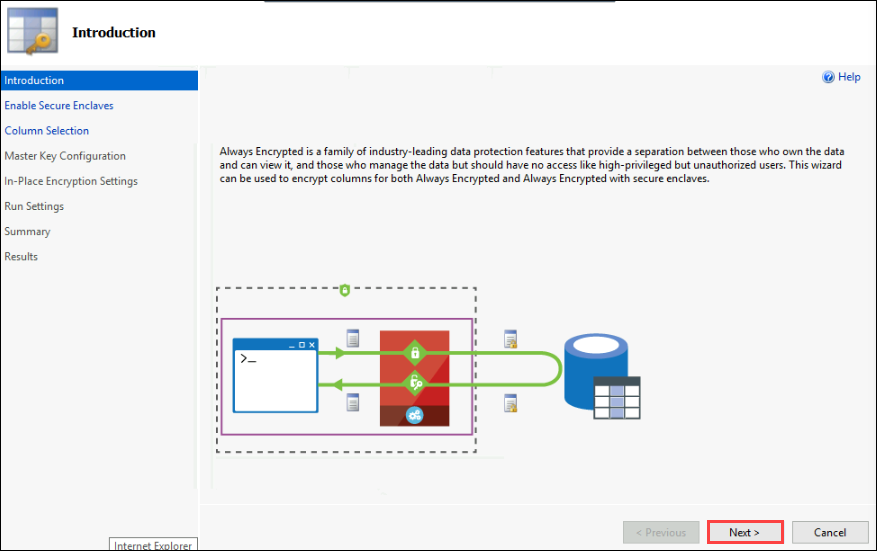 Introduction
Introduction
Enable Secure Enclaves
Column Selection
Master Key Configuration
In-Place Encryption Settings
Run Settings
Summary
Results
Help
Always Encrypted is a family of industry-leading data protection features that provide a separation between those who own the data
and can view it, and those who manage the data but should have no access like high-privileged but unauthorized users. This wizard
can be used to encrypt columns for both Always Encrypted and Always Encrypted with secure enclaves.
>_
Internet Explorer
< Previous
Next >
Cancel